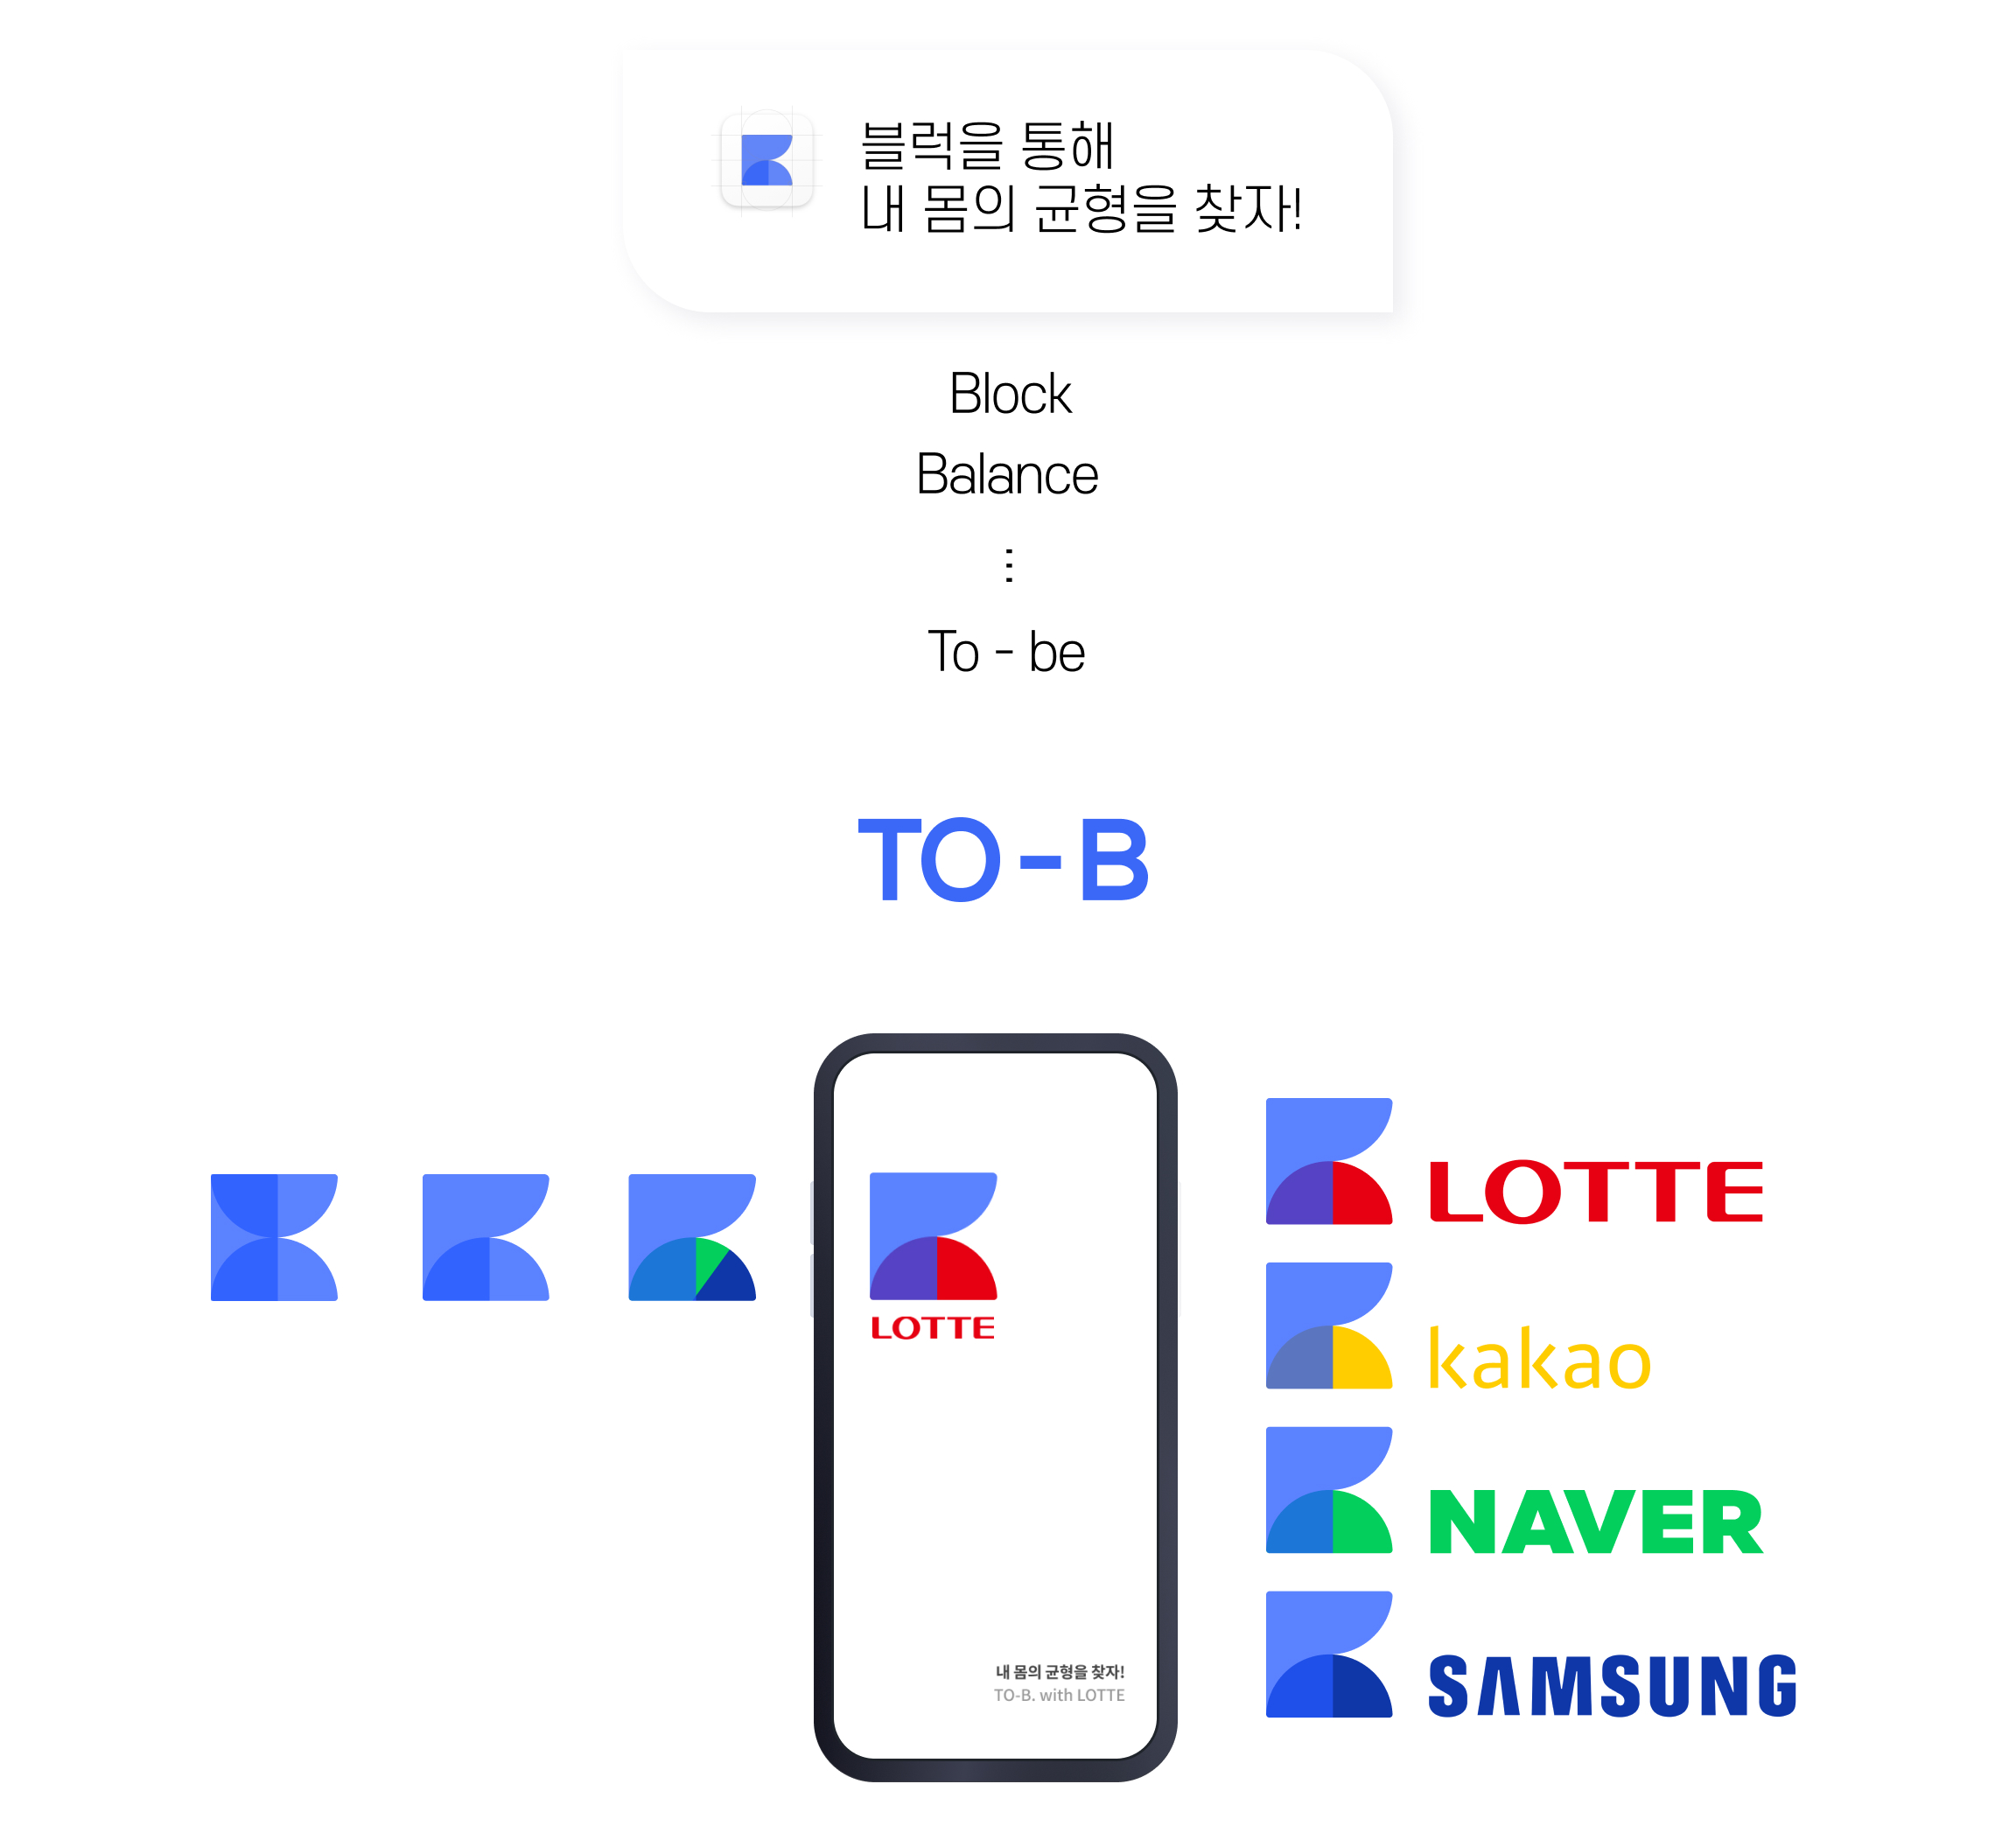 블럭을 통해
내 몸의 균형을 찾자!
Block
Balance
⋮
To - be
TO-B
LOTTE
내 몸의 균형을 찾자!
TO-B. with LOTTE
LOTTE
kakao
NAVER
SAMSUNG